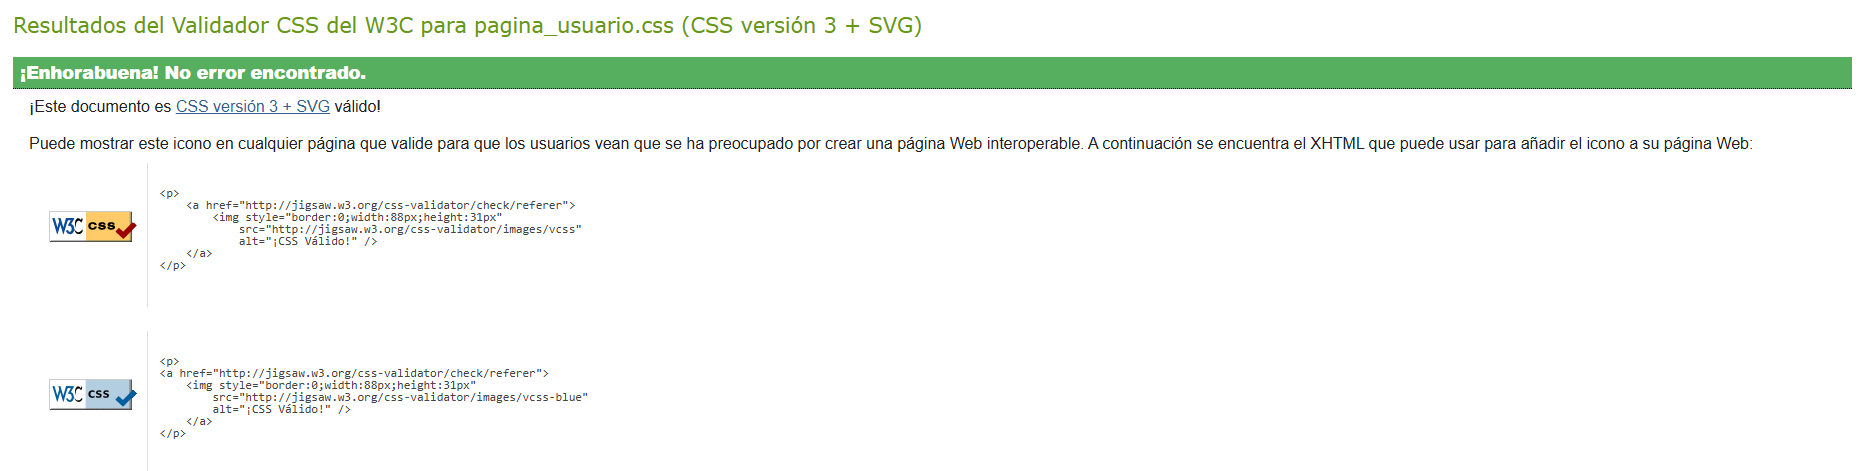 Resultados del Validador CSS del W3C para pagina_usuario.css (CSS versión 3 + SVG)
¡Enhorabuena! No error encontrado.
¡Este documento es CSS versión 3 + SVG válido!
Puede mostrar este icono en cualquier página que valide para que los usuarios vean que se ha preocupado por crear una página Web interoperable. A continuación se encuentra el XHTML que puede usar para añadir el icono a su página Web:
W3C css
<p>
<a href="http://jigsaw.w3.org/css-validator/check/referer">
<img style="border:0;width:88px;height:31px"
src="http://jigsaw.w3.org/css-validator/images/vcss"
alt="¡CSS Válido!" />
</a>
</p>
W3C css
<p>
<a href="http://jigsaw.w3.org/css-validator/check/referer">
<img style="border:0;width:88px;height:31px"
src="http://jigsaw.w3.org/css-validator/images/vcss-blue"
alt="¡CSS Válido!" />
</a>
</p>